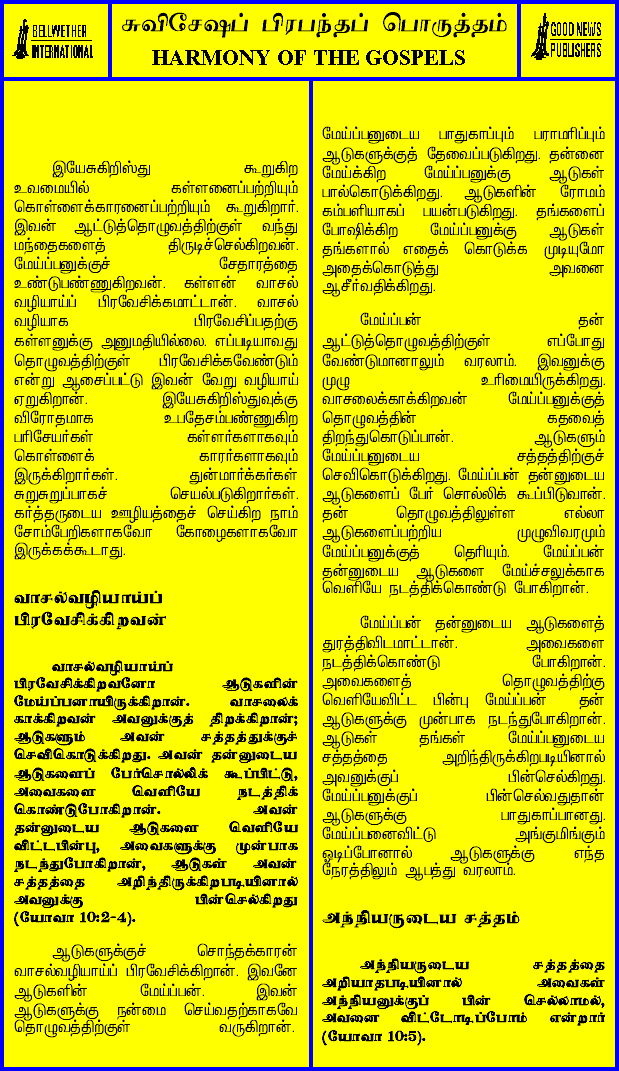 BELLWETHER
INTERNATIONAL
சுவிசேஷப் பிரபந்தப் பொருத்தம்
HARMONY OF THE GOSPELS
GOOD NEWS
PUBLISHERS
இயேசுகிறிஸ்து கூறுகிற
உவமையில் கள்ளனைப்பற்றியும்
கொள்ளைக்காரனைப்பற்றியும் கூறுகிறார்.
இவன் ஆட்டுத்தொழுவத்திற்குள் வந்து
மந்தைகளைத் திருடிச்செல்கிறவன்.
மேய்ப்பனுக்குச் சேதாரத்தை
உண்டுபண்ணுகிறவன். கள்ளன் வாசல்
வழியாய்ப் பிரவேசிக்கமாட்டான். வாசல்
வழியாக பிரவேசிப்பதற்கு
கள்ளனுக்கு அனுமதியில்லை. எப்படியாவது
தொழுவத்திற்குள் பிரவேசிக்கவேண்டும்
என்று ஆசைப்பட்டு இவன் வேறு வழியாய்
ஏறுகிறான். இயேசுகிறிஸ்துவுக்கு
விரோதமாக உபதேசம்பண்ணுகிற
பரிசேயர்கள் கள்ளர்களாகவும்
கொள்ளைக் காரர்களாகவும்
இருக்கிறார்கள். துன்மார்க்கர்கள்
சுறுசுறுப்பாகச் செயல்படுகிறார்கள்.
கர்த்தருடைய ஊழியத்தைச் செய்கிற நாம்
சோம்பேறிகளாகவோ கோழைகளாகவோ
இருக்கக்கூடாது.
வாசல்வழியாய்ப்
பிரவேசிக்கிறவன்
வாசல்வழியாய்ப்
பிரவேசிக்கிறவனோ ஆடுகளின்
மேய்ப்பனாயிருக்கிறான். வாசலைக்
காக்கிறவன் அவனுக்குத் திறக்கிறான்;
ஆடுகளும் அவன் சத்தத்துக்குச்
செவிகொடுக்கிறது. அவன் தன்னுடைய
ஆடுகளைப் பேர்சொல்லிக் கூப்பிட்டு,
அவைகளை வெளியே நடத்திக்
கொண்டுபோகிறான். அவன்
தன்னுடைய ஆடுகளை வெளியே
விட்டபின்பு, அவைகளுக்கு முன்பாக
நடந்துபோகிறான், ஆடுகள் அவன்
சத்தத்தை அறிந்திருக்கிறபடியினால்
அவனுக்கு பின்செல்கிறது
(யோவா 10:2-4).
ஆடுகளுக்குச் சொந்தக்காரன்
வாசல்வழியாய்ப் பிரவேசிக்கிறான். இவனே
ஆடுகளின் மேய்ப்பன். இவன்
ஆடுகளுக்கு நன்மை செய்வதற்காகவே
தொழுவத்திற்குள் வருகிறான்.
மேய்ப்பனுடைய பாதுகாப்பும் பராமரிப்பும்
ஆடுகளுக்குத் தேவைப்படுகிறது. தன்னை
மேய்க்கிற மேய்ப்பனுக்கு ஆடுகள்
பால்கொடுக்கிறது. ஆடுகளின் ரோமம்
கம்பளியாகப் பயன்படுகிறது. தங்களைப்
போஷிக்கிற மேய்ப்பனுக்கு ஆடுகள்
தங்களால் எதைக் கொடுக்க முடியுமோ
அதைக்கொடுத்து அவனை
ஆசீர்வதிக்கிறது.
மேய்ப்பன் தன்
ஆட்டுத்தொழுவத்திற்குள் எப்போது
வேண்டுமானாலும் வரலாம். இவனுக்கு
முழு உரிமையிருக்கிறது.
வாசலைக்காக்கிறவன் மேய்ப்பனுக்குத்
தொழுவத்தின் கதவைத்
திறந்துகொடுப்பான். ஆடுகளும்
மேய்ப்பனுடைய சத்தத்திற்குச்
செவிகொடுக்கிறது. மேய்ப்பன் தன்னுடைய
ஆடுகளைப் பேர் சொல்லிக் கூப்பிடுவான்.
தன் தொழுவத்திலுள்ள எல்லா
ஆடுகளைப்பற்றிய முழுவிவரமும்
மேய்ப்பனுக்குத் தெரியும். மேய்ப்பன்
தன்னுடைய ஆடுகளை மேய்ச்சலுக்காக
வெளியே நடத்திக்கொண்டு போகிறான்.
மேய்ப்பன் தன்னுடைய ஆடுகளைத்
துரத்திவிடமாட்டான். அவைகளை
நடத்திக்கொண்டு போகிறான்.
அவைகளைத் தொழுவத்திற்கு
வெளியேவிட்ட பின்பு மேய்ப்பன் தன்
ஆடுகளுக்கு முன்பாக நடந்துபோகிறான்.
ஆடுகள் தங்கள் மேய்ப்பனுடைய
சத்தத்தை அறிந்திருக்கிறபடியினால்
அவனுக்குப் பின்செல்கிறது.
மேய்ப்பனுக்குப் பின்செல்வதுதான்
ஆடுகளுக்கு பாதுகாப்பானது.
மேய்ப்பனைவிட்டு அங்குமிங்கும்
ஓடிப்போனால் ஆடுகளுக்கு எந்த
நேரத்திலும் ஆபத்து வரலாம்.
அந்நியருடைய சத்தம்
அந்நியருடைய சத்தத்தை
அறியாதபடியினால் அவைகள்
அந்நியனுக்குப் பின் செல்லாமல்,
அவனை விட்டோடிப்போம் என்றார்
(யோவா 10:5).